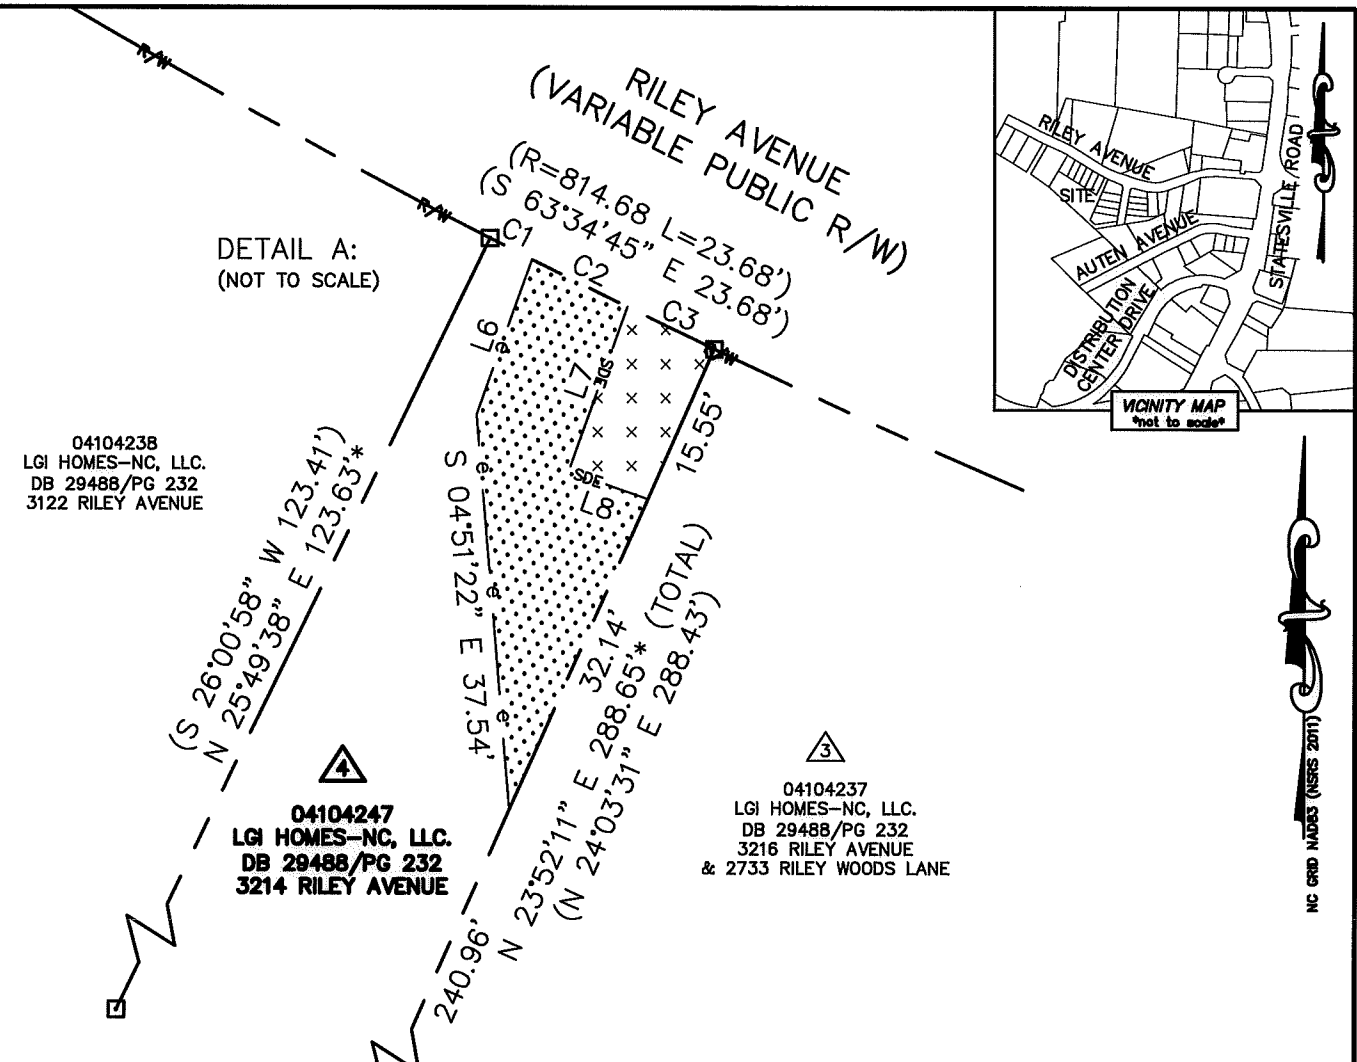 R/W
RILEY AVENUE
(VARIABLE PUBLIC R/W)
(R=814.68 L=23.68')
(S 63°34'45" E 23.68')
R/W
C1
C2
C3
R/W
DETAIL A:
(NOT TO SCALE)
L6
e
L7
SDE
SDE
L8
15.55'
04104238
LGI HOMES-NC, LLC.
DB 29488/PG 232
3122 RILEY AVENUE
(S 26°00'58" W 123.41')
N 25°49'38" E 123.63'*
S 04°51'22" E 37.54'
e
e
e
32.14'
N 23°52'11" E 288.65'* (TOTAL)
(N 24°03'31" E 288.43')
240.96'
4
04104247
LGI HOMES-NC, LLC.
DB 29488/PG 232
3214 RILEY AVENUE
3
04104237
LGI HOMES-NC, LLC.
DB 29488/PG 232
3216 RILEY AVENUE
& 2733 RILEY WOODS LANE
RILEY AVENUE
SITE
AUTEN AVENUE
STATESVILLE ROAD
DISTRIBUTION
CENTER DRIVE
VICINITY MAP
*not to scale*
NC GRID NAD83 (NSRS 2011)